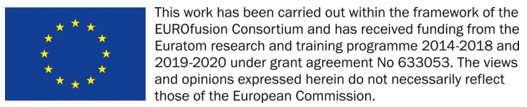 This work has been carried out within the framework of the
EUROfusion Consortium and has received funding from the
Euratom research and training programme 2014-2018 and
2019-2020 under grant agreement No 633053. The views
and opinions expressed herein do not necessarily reflect
those of the European Commission.